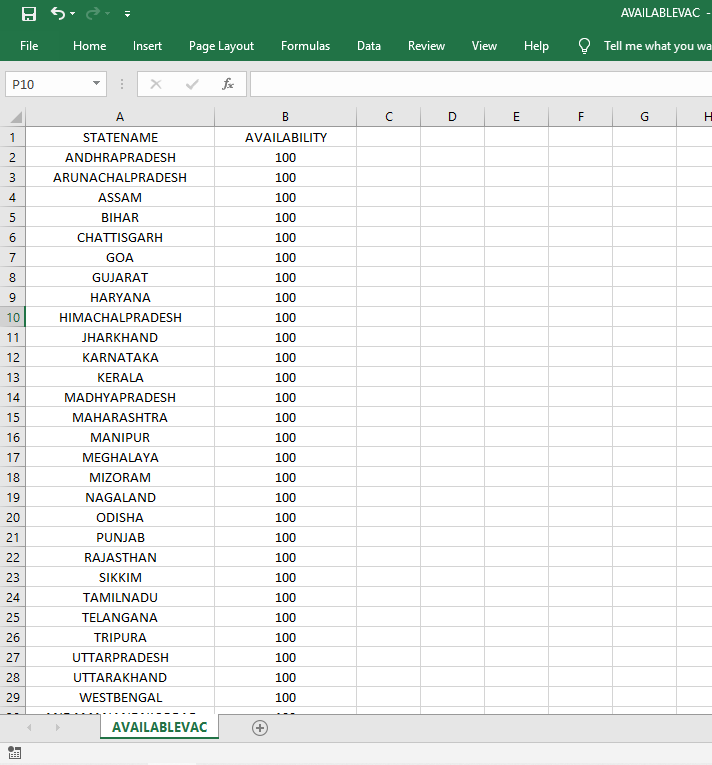 AVAILABLEVAC -
File Home Insert Page Layout Formulas Data Review View Help Tell me what you wa
P10 fx
A B C D E F G H
1 STATENAME AVAILABILITY
2 ANDHRAPRADESH 100
3 ARUNACHALPRADESH 100
4 ASSAM 100
5 BIHAR 100
6 CHATTISGARH 100
7 GOA 100
8 GUJARAT 100
9 HARYANA 100
10 HIMACHALPRADESH 100
11 JHARKHAND 100
12 KARNATAKA 100
13 KERALA 100
14 MADHYAPRADESH 100
15 MAHARASHTRA 100
16 MANIPUR 100
17 MEGHALAYA 100
18 MIZORAM 100
19 NAGALAND 100
20 ODISHA 100
21 PUNJAB 100
22 RAJASTHAN 100
23 SIKKIM 100
24 TAMILNADU 100
25 TELANGANA 100
26 TRIPURA 100
27 UTTARPRADESH 100
28 UTTARAKHAND 100
29 WESTBENGAL 100
AVAILABLEVAC